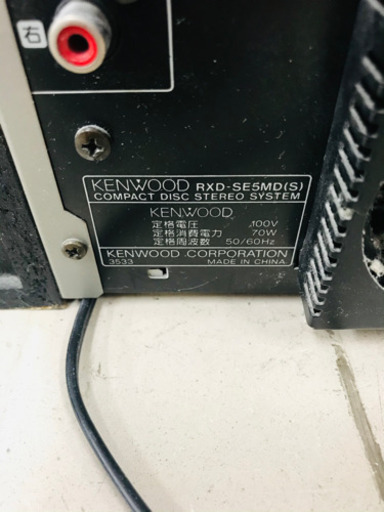 右
KENWOOD RXD-SE5MD(S)
COMPACT DISC STEREO SYSTEM
KENWOOD
定格電圧 100V
定格消費電力 70W
定格周波数 50/60Hz
KENWOOD CORPORATION
3533 MADE IN CHINA